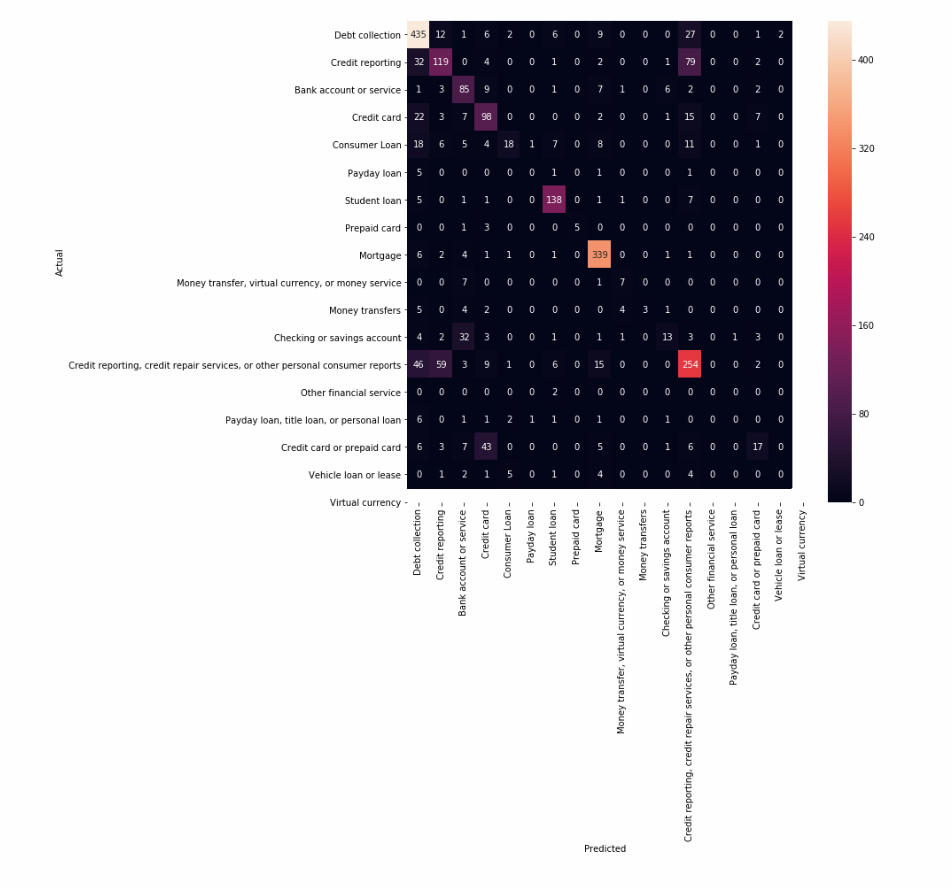 Debt collection 435 12 1 6 2 0 6 0 9 0 0 0 27 0 0 1 2
Credit reporting 32 119 0 4 0 0 1 0 2 0 0 1 79 0 0 2 0
Bank account or service 1 3 85 9 0 0 1 0 7 1 0 6 2 0 0 2 0
Credit card 22 3 7 98 0 0 0 0 2 0 0 1 15 0 0 7 0
Consumer Loan 18 6 5 4 18 1 7 0 8 0 0 0 11 0 0 1 0
Payday loan 5 0 0 0 0 0 1 0 1 0 0 0 1 0 0 0 0
Student loan 5 0 1 1 0 0 138 0 1 1 0 0 7 0 0 0 0
Prepaid card 0 0 1 3 0 0 0 5 0 0 0 0 0 0 0 0 0
Mortgage 6 2 4 1 1 0 1 0 339 0 0 1 1 0 0 0 0
Money transfer, virtual currency, or money service 0 0 7 0 0 0 0 0 1 7 0 0 0 0 0 0 0
Money transfers 5 0 4 2 0 0 0 0 0 4 3 1 0 0 0 0 0
Checking or savings account 4 2 32 3 0 0 1 0 1 1 0 13 3 0 1 3 0
Credit reporting, credit repair services, or other personal consumer reports 46 59 3 9 1 0 6 0 15 0 0 0 254 0 0 2 0
Other financial service 0 0 0 0 0 0 2 0 0 0 0 0 0 0 0 0 0
Payday loan, title loan, or personal loan 6 0 1 1 2 1 1 0 1 0 0 1 0 0 0 0 0
Credit card or prepaid card 6 3 7 43 0 0 0 0 5 0 0 1 6 0 0 17 0
Vehicle loan or lease 0 1 2 1 5 0 1 0 4 0 0 0 4 0 0 0 0
Virtual currency
Actual
Debt collection
Credit reporting
Bank account or service
Credit card
Consumer Loan
Payday loan
Student loan
Prepaid card
Mortgage
Money transfer, virtual currency, or money service
Money transfers
Checking or savings account
Credit reporting, credit repair services, or other personal consumer reports
Other financial service
Payday loan, title loan, or personal loan
Credit card or prepaid card
Vehicle loan or lease
Virtual currency
Predicted
400
320
240
160
80
0